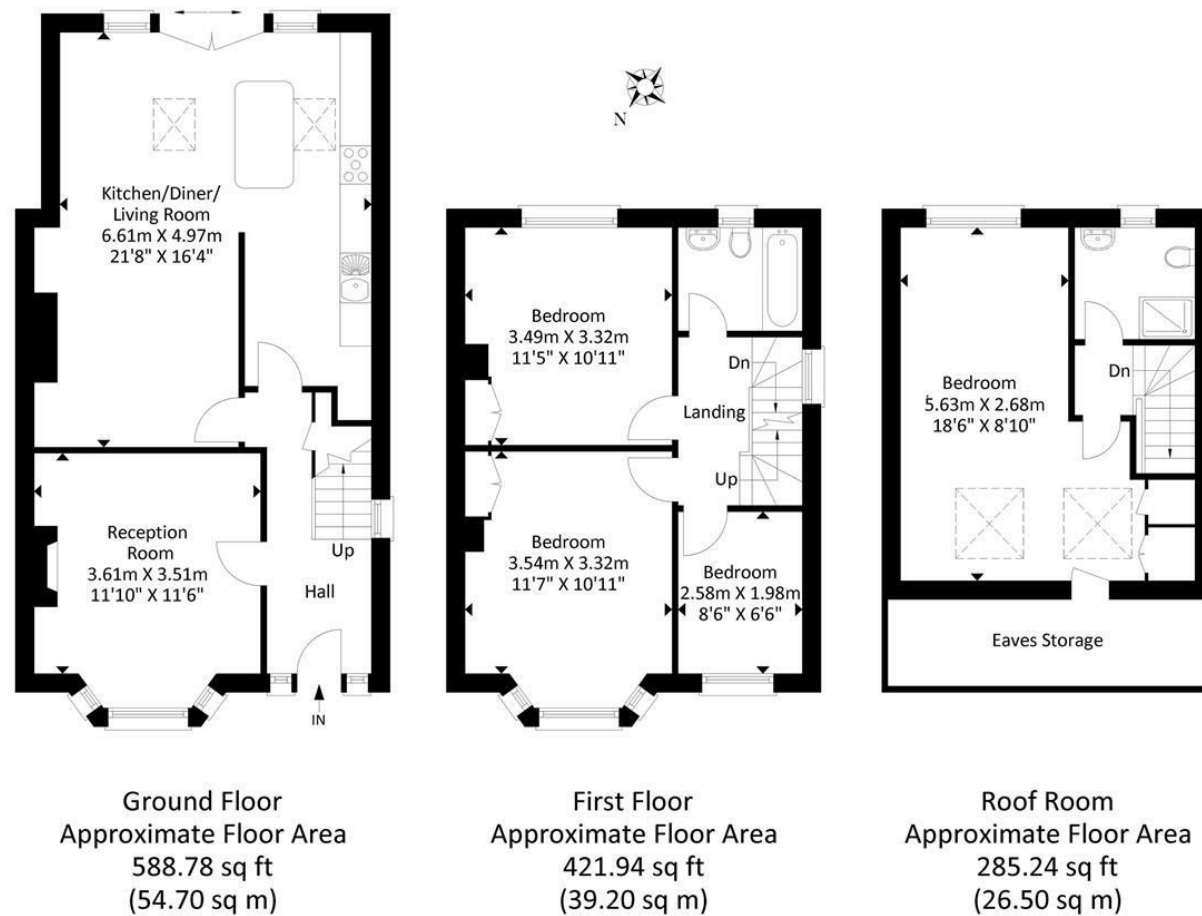 Kitchen/Diner/
Living Room
6.61m X 4.97m
21'8" X 16'4"
Reception
Room
3.61m X 3.51m
11'10" X 11'6"
Up
Hall
IN
Ground Floor
Approximate Floor Area
588.78 sq ft
(54.70 sq m)
N
Bedroom
3.49m X 3.32m
11'5" X 10'11"
Dn
Landing
Up
Bedroom
3.54m X 3.32m
11'7" X 10'11"
Bedroom
2.58m X 1.98m
8'6" X 6'6"
First Floor
Approximate Floor Area
421.94 sq ft
(39.20 sq m)
Bedroom
5.63m X 2.68m
18'6" X 8'10"
Dn
Eaves Storage
Roof Room
Approximate Floor Area
285.24 sq ft
(26.50 sq m)